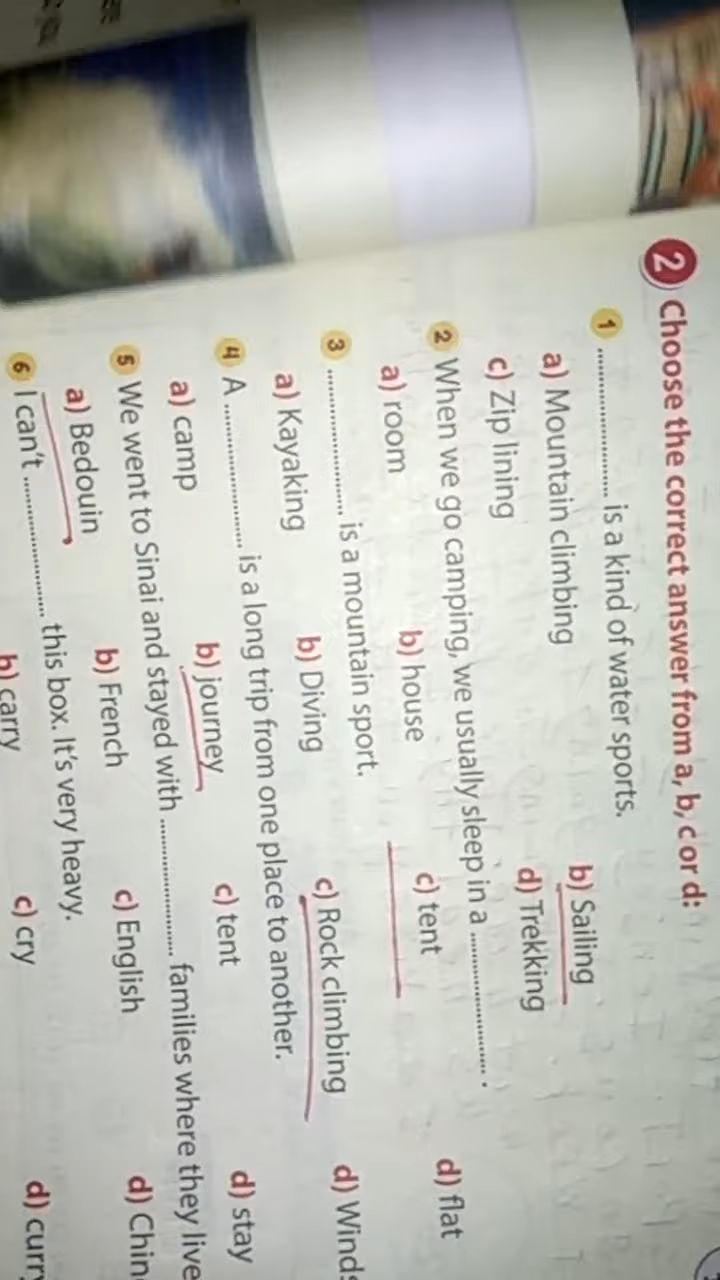 2 Choose the correct answer from a, b, c or d:
1 .................... is a kind of water sports.
a) Mountain climbing b) Sailing
c) Zip lining d) Trekking
2 When we go camping, we usually sleep in a .................... .
a) room b) house c) tent d) flat
3 .................... is a mountain sport.
a) Kayaking b) Diving c) Rock climbing d)
4 A .................... is a long trip from one place to another.
a) camp b) journey c) tent d) stay
5 We went to Sinai and stayed with .................... families where they live
a) Bedouin b) French c) English d)
6 I can't .................... this box. It's very heavy.
b) carry c) cry d) curry